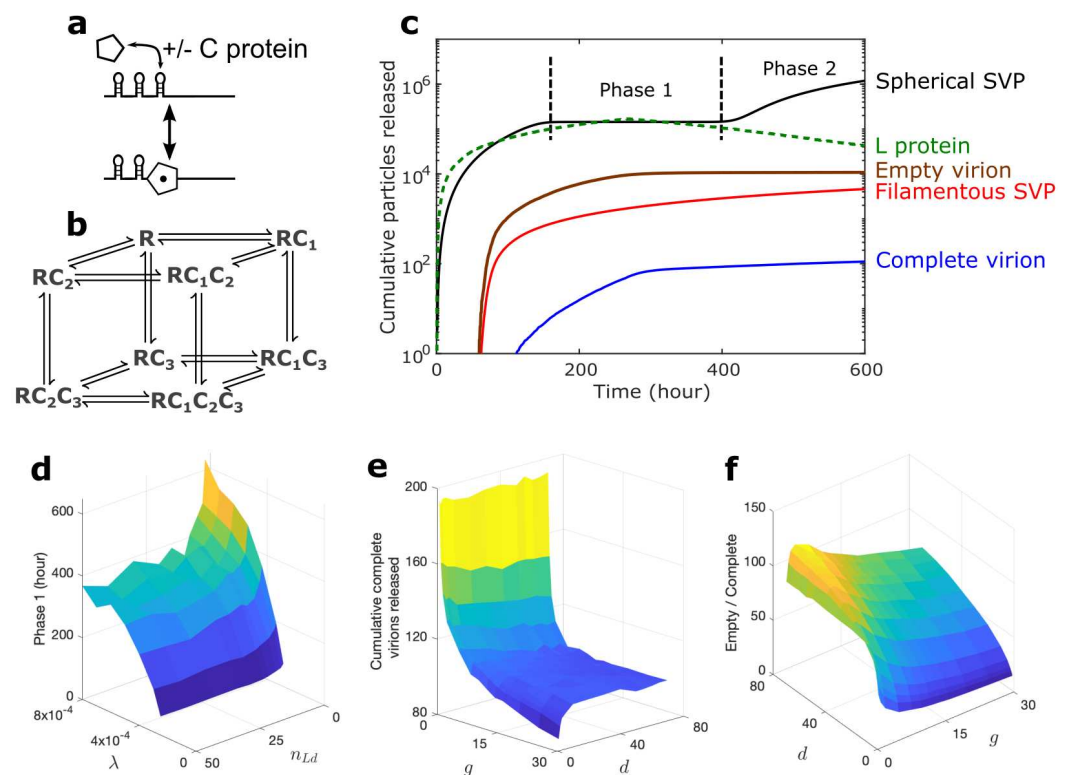 a
+/- C protein
b
R
RC1
RC2
RC1C2
RC3
RC1C3
RC2C3
RC1C2C3
c
Cumulative particles released
10^6
10^4
10^2
10^0
Phase 1
Phase 2
200
400
600
Time (hour)
Spherical SVP
L protein
Empty virion
Filamentous SVP
Complete virion
d
Phase 1 (hour)
600
400
200
0
8x10^-4
4x10^-4
0
λ
50
25
0
n_Ld
e
Cumulative complete
virions released
200
160
120
80
0
15
30
g
0
40
80
d
f
Empty / Complete
150
100
50
0
80
40
0
d
0
15
30
g